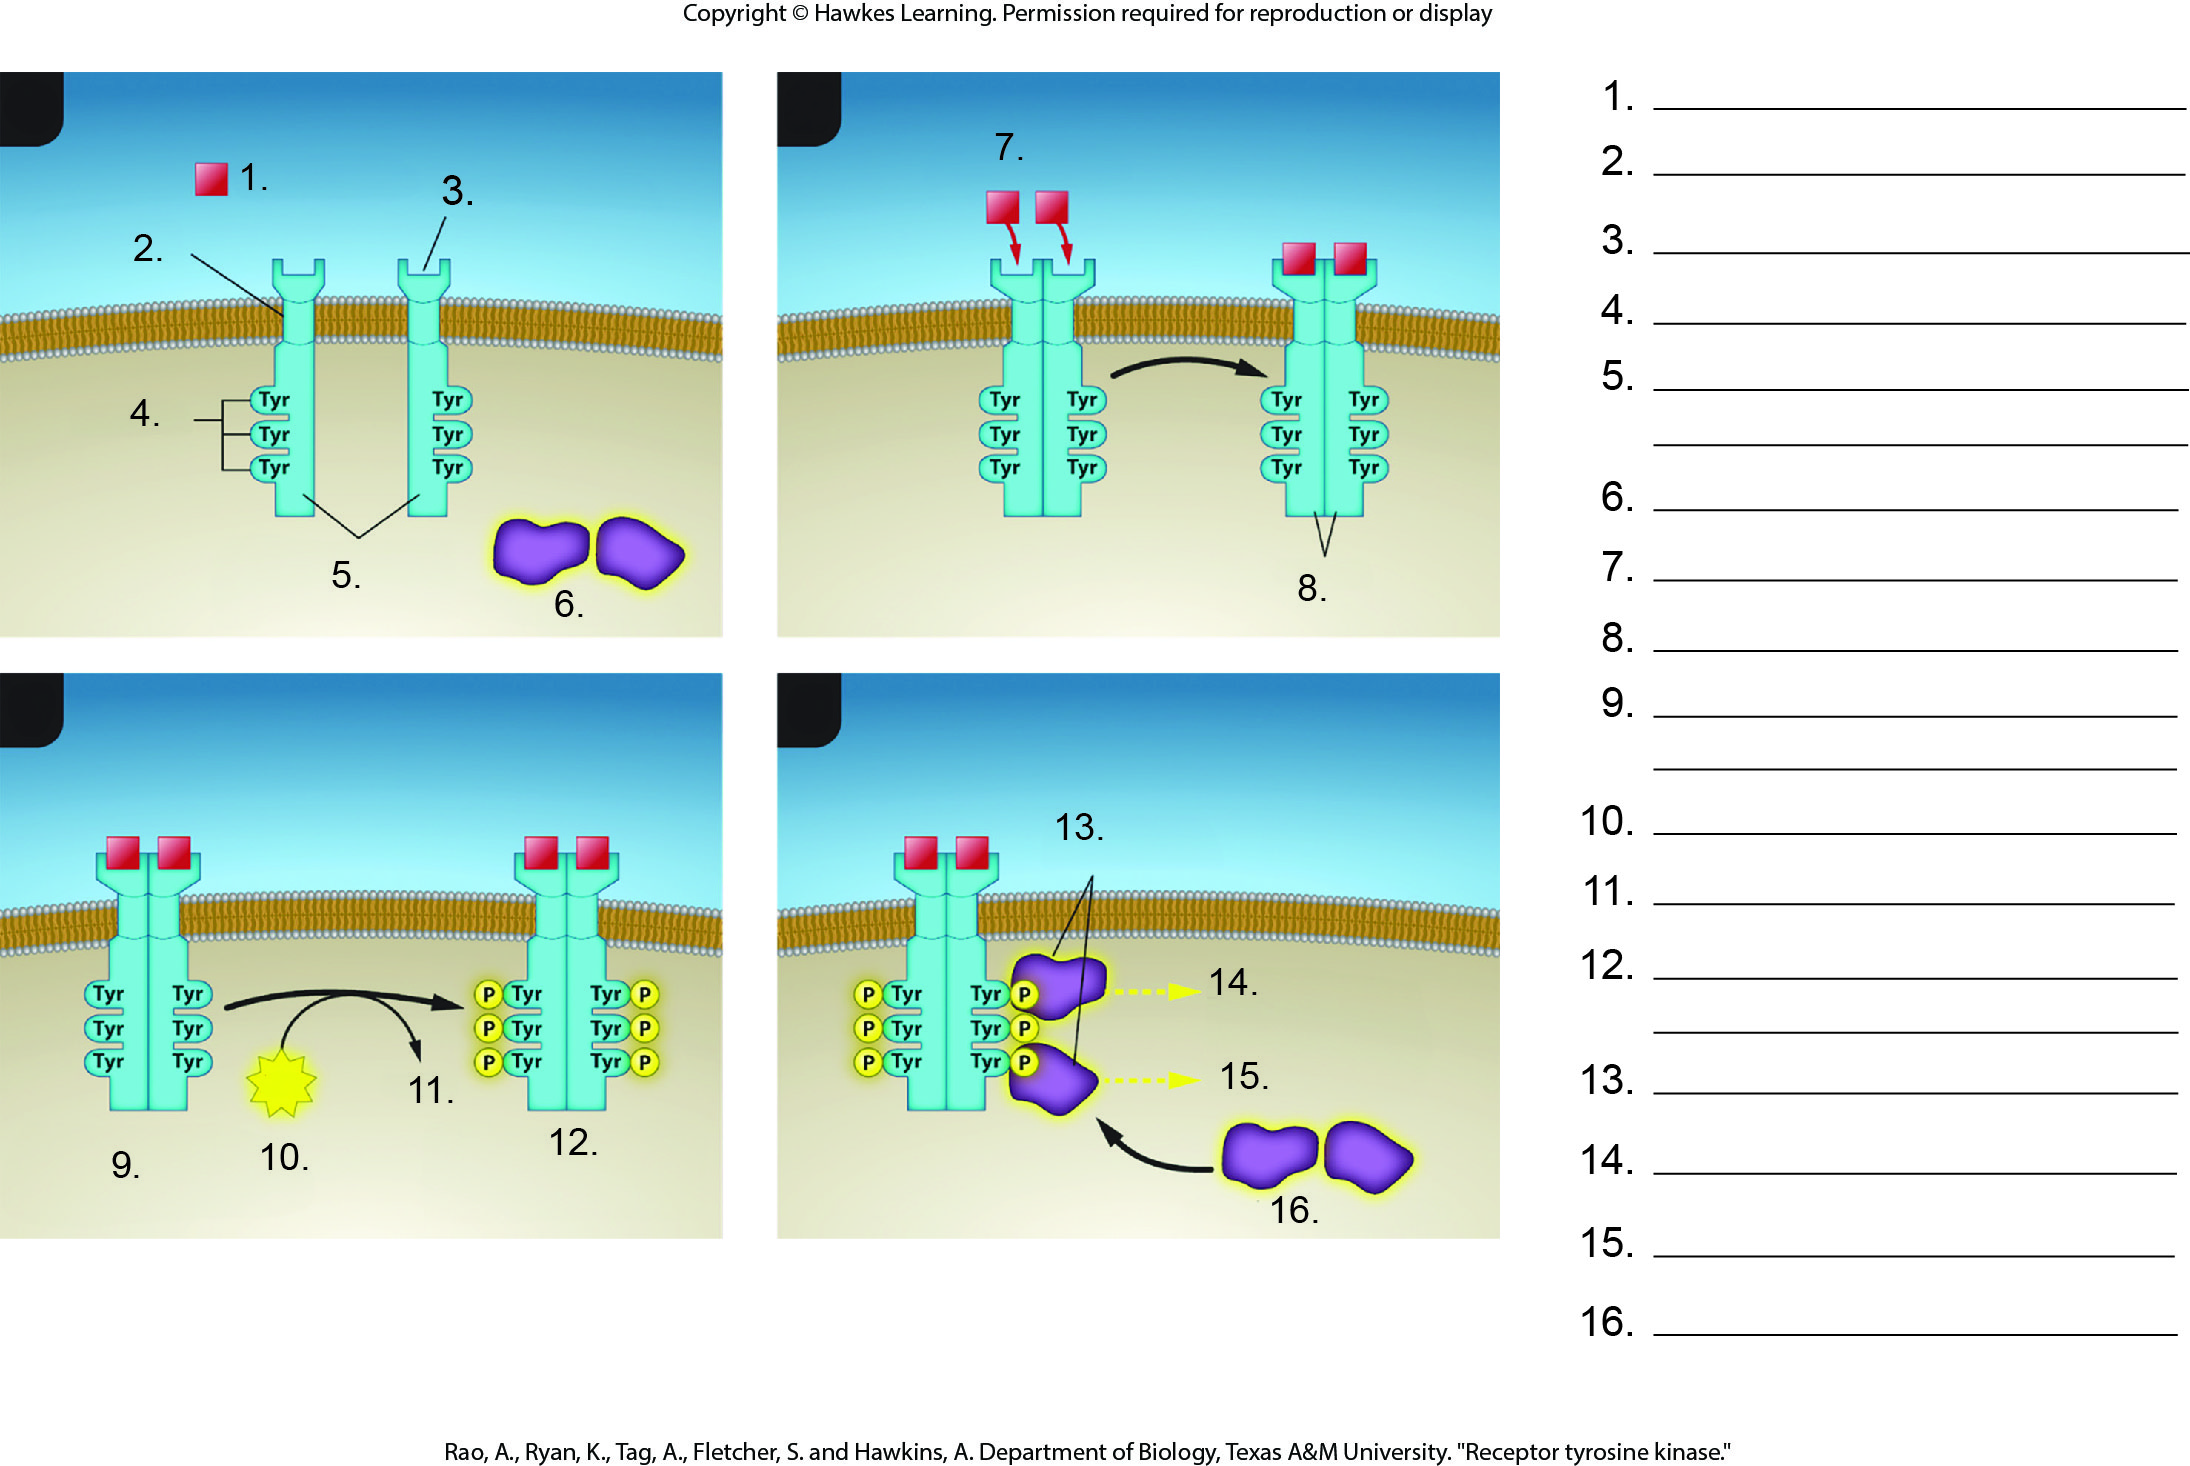 Copyright © Hawkes Learning. Permission required for reproduction or display
1.
2.
3.
4.
Tyr Tyr
Tyr Tyr
Tyr Tyr
5.
6.
7.
Tyr Tyr Tyr Tyr
Tyr Tyr Tyr Tyr
Tyr Tyr Tyr Tyr
8.
Tyr Tyr P Tyr Tyr P
Tyr Tyr P Tyr Tyr P
Tyr Tyr P Tyr Tyr P
9.
10.
11.
12.
13.
P Tyr Tyr P
P Tyr Tyr P
P Tyr Tyr P
14.
15.
16.
1.
2.
3.
4.
5.
6.
7.
8.
9.
10.
11.
12.
13.
14.
15.
16.
Rao, A., Ryan, K., Tag, A., Fletcher, S. and Hawkins, A. Department of Biology, Texas A&M University. "Receptor tyrosine kinase."